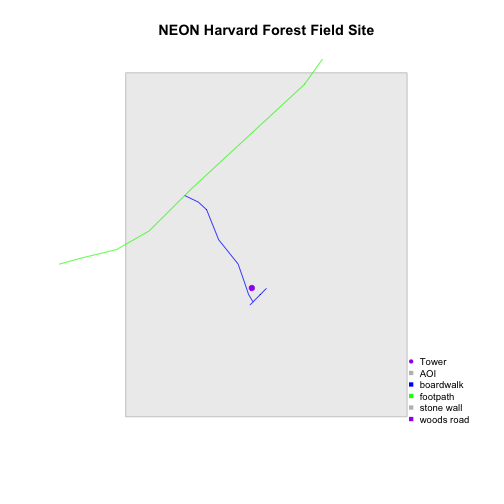 NEON Harvard Forest Field Site
Tower
AOI
boardwalk
footpath
stone wall
woods road